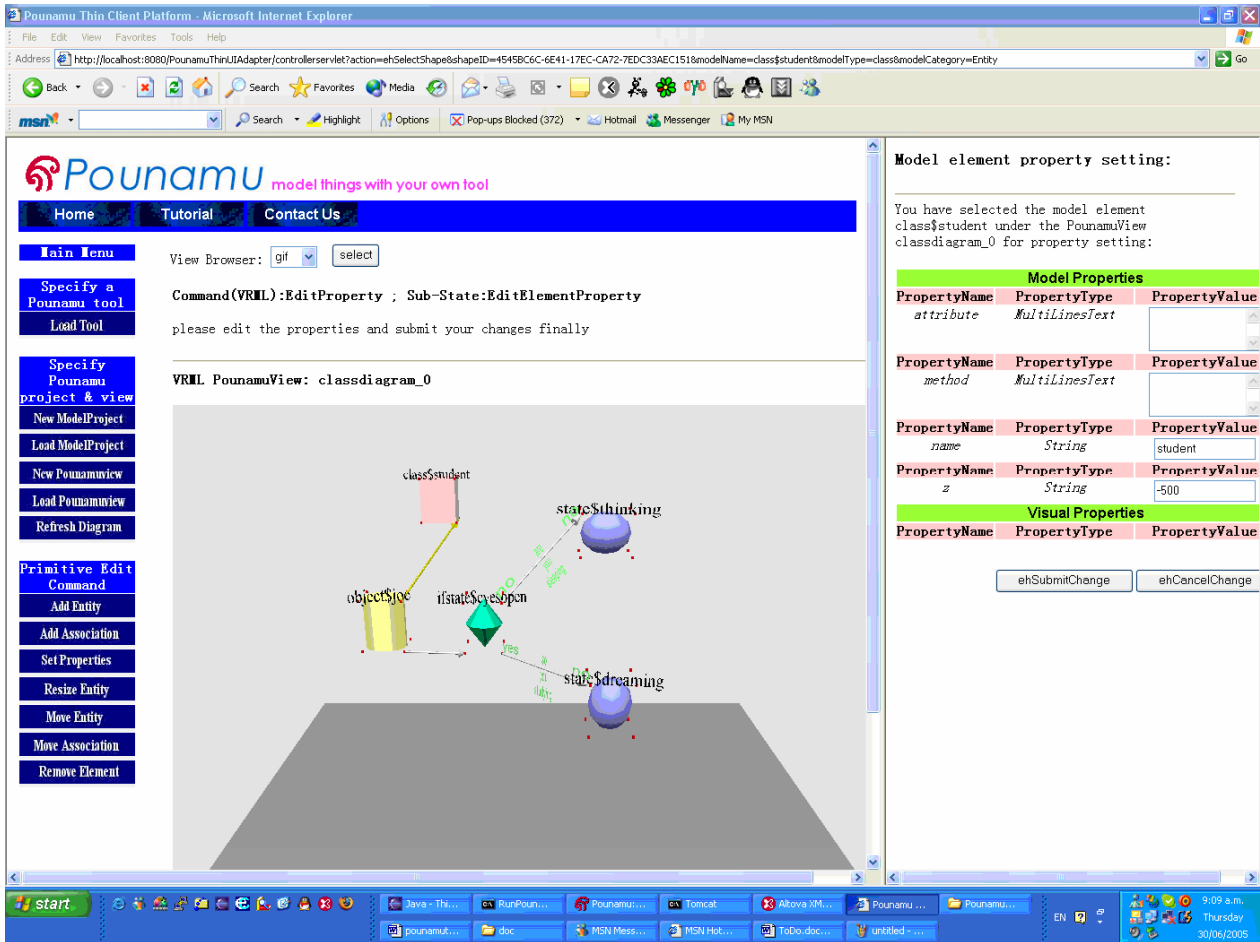 Pounamu Thin Client Platform - Microsoft Internet Explorer
File Edit View Favorites Tools Help
Address http://localhost:8080/PounamuThinUIAdapter/controllerservlet?action=ehSelectShape&shapeID=4545BC6C-6E41-17EC-CA72-7EDC33AEC151&modelName=class$student&modelType=class&modelCategory=Entity Go
Back Search Favorites Media
msn Search Highlight Options Pop-ups Blocked (372) Hotmail Messenger My MSN
Pounamu model things with your own tool
Home Tutorial Contact Us
Main Menu
Specify a
Pounamu tool
Load Tool
Specify
Pounamu
project & view
New ModelProject
Load ModelProject
New Pounamuview
Load Pounamuview
Refresh Diagram
Primitive Edit
Command
Add Entity
Add Association
Set Properties
Resize Entity
Move Entity
Move Association
Remove Element
View Browser: gif select
Command(VRML):EditProperty ; Sub-State:EditElementProperty
please edit the properties and submit your changes finally
VRML PounamuView: classdiagram_0
class$student
state$thinking
no
no
object$joe ifstate$eyesopen
yes
no
state$dreaming
Model element property setting:
You have selected the model element
class$student under the PounamuView
classdiagram_0 for property setting:
Model Properties
PropertyName PropertyType PropertyValue
attribute MultiLinesText
PropertyName PropertyType PropertyValue
method MultiLinesText
PropertyName PropertyType PropertyValue
name String student
PropertyName PropertyType PropertyValue
z String -500
Visual Properties
PropertyName PropertyType PropertyValue
ehSubmitChange ehCancelChange
start
Java - Thi... RunPoun... Pounamu:... Tomcat Altova XM... Pounamu ... Pounamu...
pounamut... doc MSN Mess... MSN Hot... ToDo.doc... untitled - ...
EN
9:09 a.m.
Thursday
30/06/2005